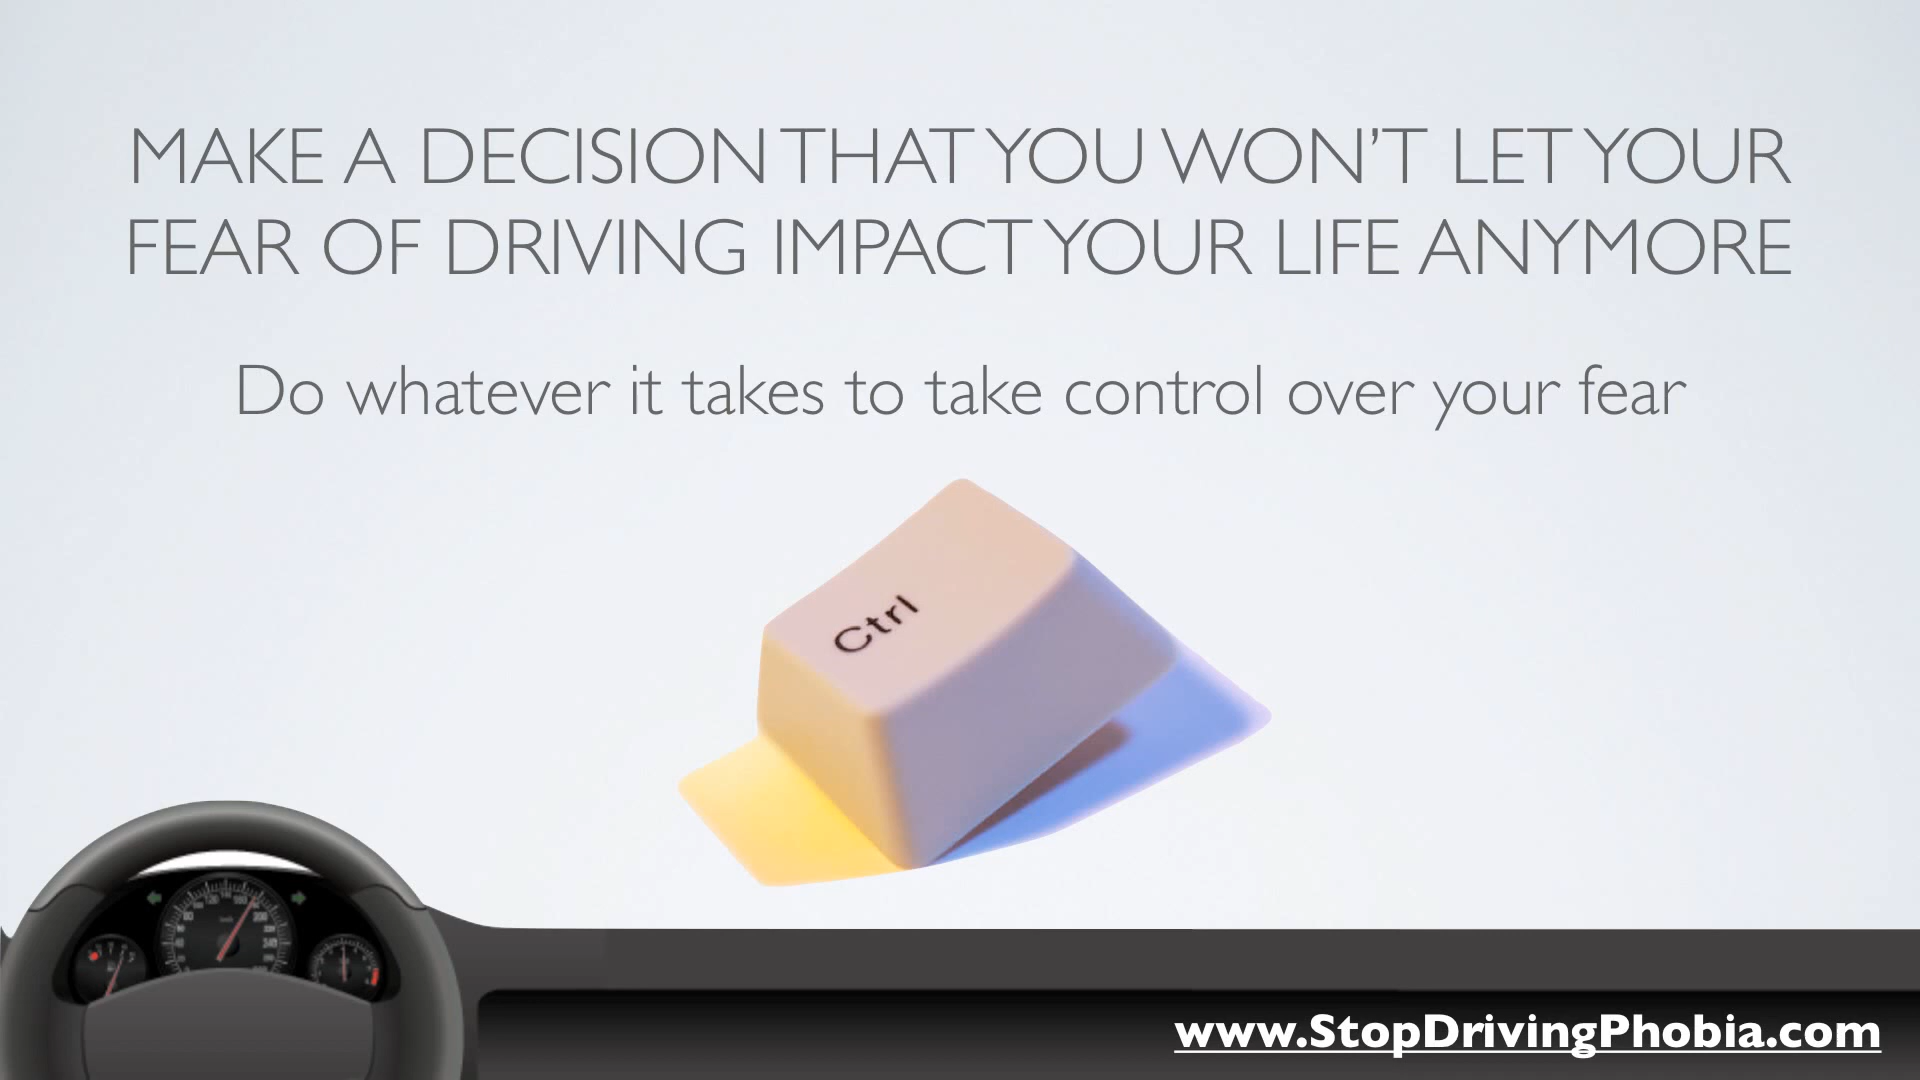 MAKE A DECISION THAT YOU WON'T LET YOUR
FEAR OF DRIVING IMPACT YOUR LIFE ANYMORE
Do whatever it takes to take control over your fear
Ctrl
www.StopDrivingPhobia.com